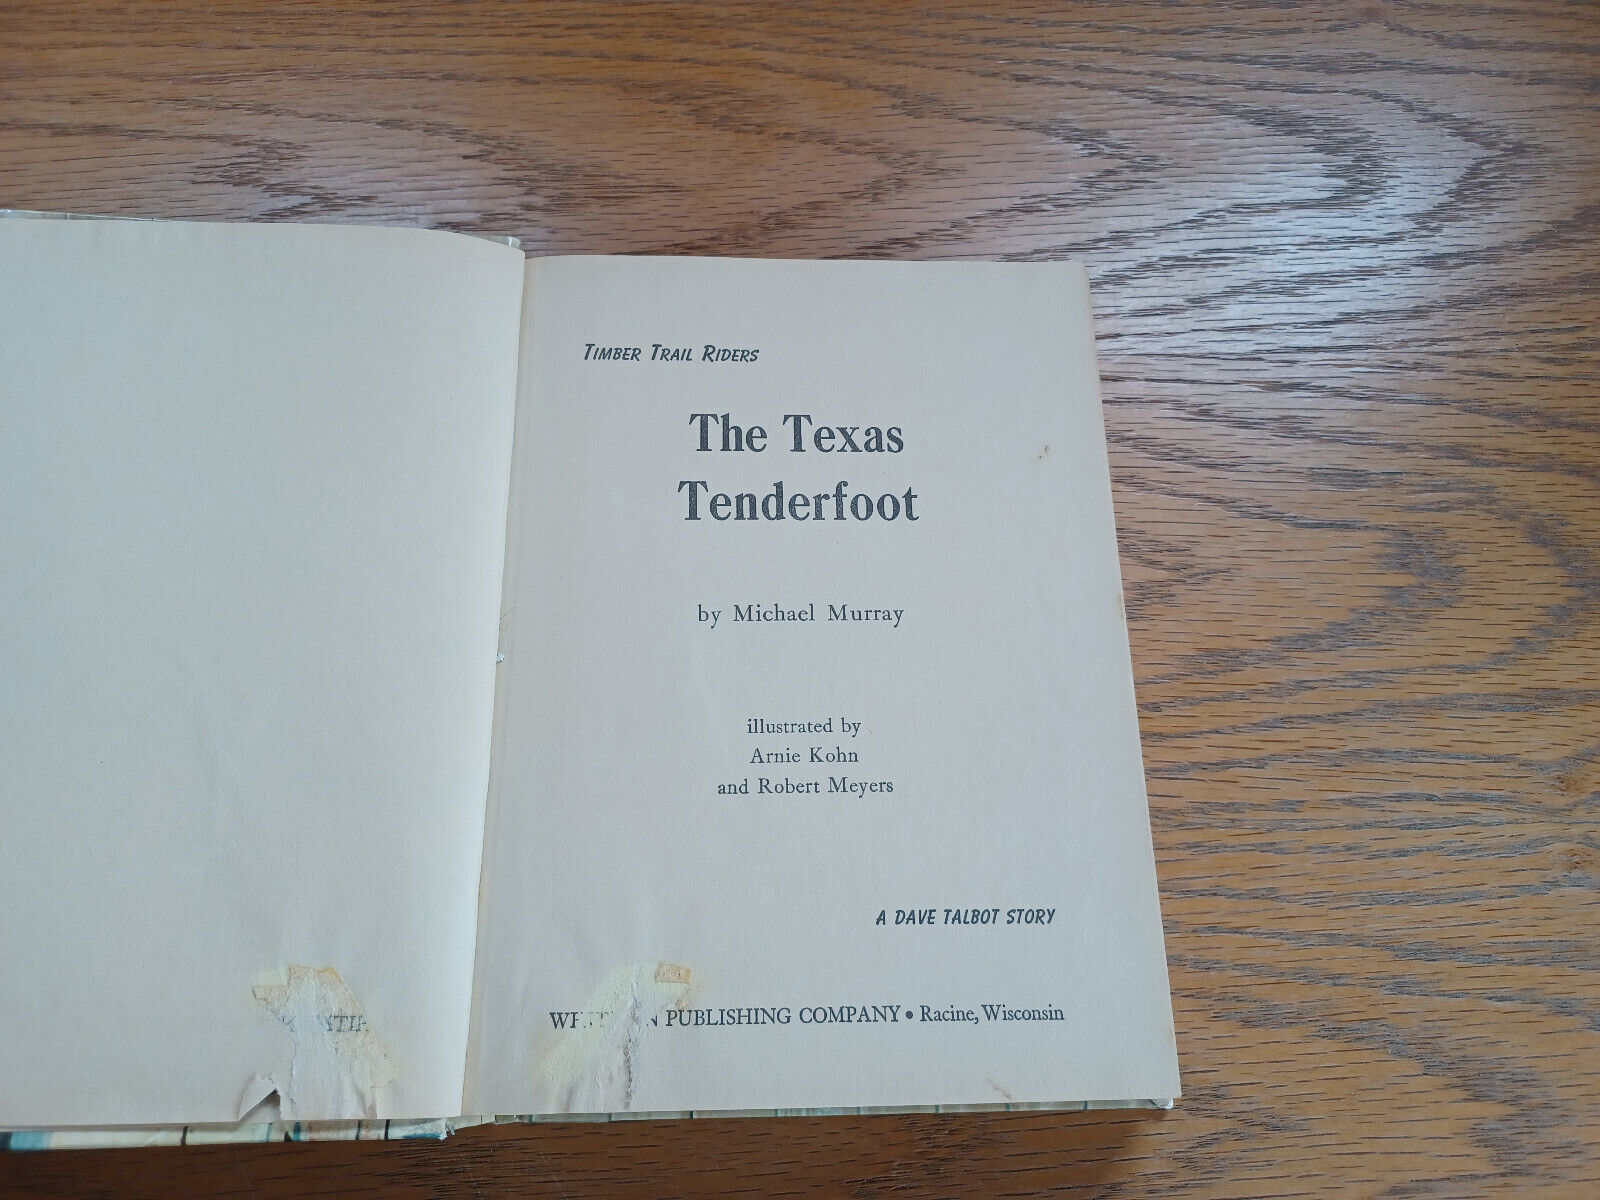 TIMBER TRAIL RIDERS
The Texas
Tenderfoot
by Michael Murray
illustrated by
Arnie Kohn
and Robert Meyers
A DAVE TALBOT STORY
PUBLISHING COMPANY • Racine, Wisconsin